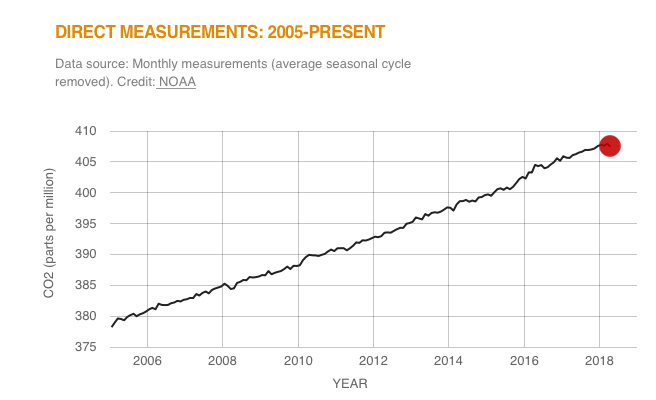 DIRECT MEASUREMENTS: 2005-PRESENT
Data source: Monthly measurements (average seasonal cycle
removed). Credit: NOAA
410
405
400
395
390
385
380
375
CO2 (parts per million)
2006 2008 2010 2012 2014 2016 2018
YEAR